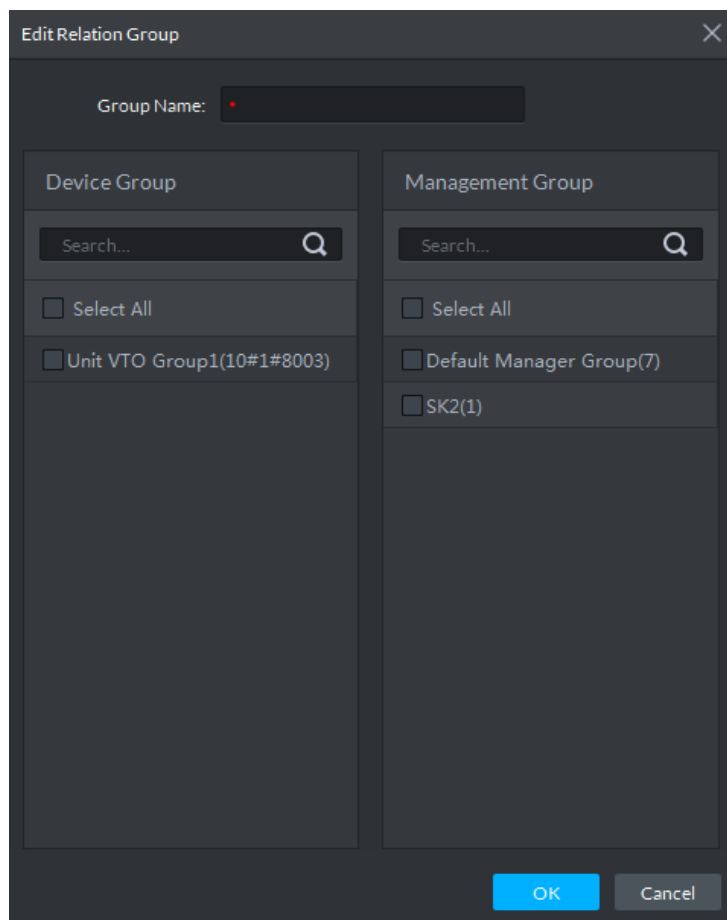 Edit Relation Group
Group Name: *
Device Group
Search...
Select All
Unit VTO Group1(10#1#8003)
Management Group
Search...
Select All
Default Manager Group(7)
SK2(1)
OK
Cancel